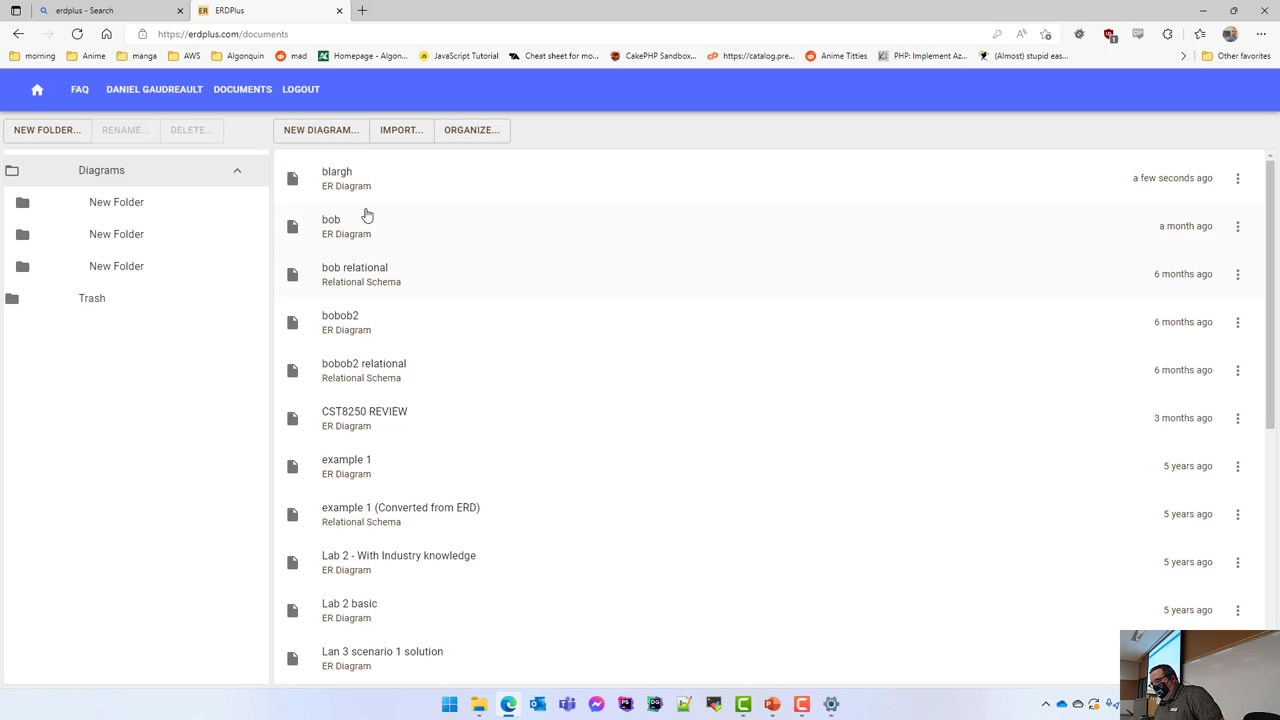 erdplus - Search
ERDPlus
https://erdplus.com/documents
morning
Anime
manga
AWS
Algonquin
mad
Homepage - Algon...
JavaScript Tutorial
Cheat sheet for mo...
CakePHP Sandbox...
https://catalog.pre...
Anime Titties
PHP: Implement Az...
(Almost) stupid eas...
Other favorites
FAQ
DANIEL GAUDREAULT
DOCUMENTS
LOGOUT
NEW FOLDER...
RENAME...
DELETE...
NEW DIAGRAM...
IMPORT...
ORGANIZE...
Diagrams
New Folder
New Folder
New Folder
Trash
blargh
ER Diagram
a few seconds ago
bob
ER Diagram
a month ago
bob relational
Relational Schema
6 months ago
bobob2
ER Diagram
6 months ago
bobob2 relational
Relational Schema
6 months ago
CST8250 REVIEW
ER Diagram
3 months ago
example 1
ER Diagram
5 years ago
example 1 (Converted from ERD)
Relational Schema
5 years ago
Lab 2 - With Industry knowledge
ER Diagram
5 years ago
Lab 2 basic
ER Diagram
5 years ago
Lan 3 scenario 1 solution
ER Diagram